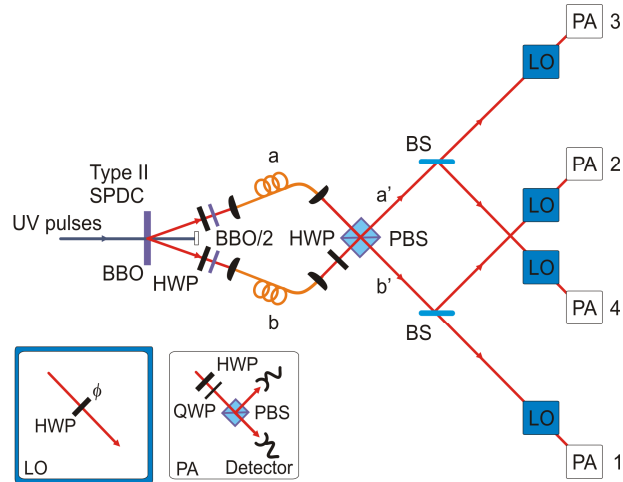 PA 3
LO
BS
a
Type II
SPDC
a'
PA 2
LO
UV pulses
BBO/2
HWP
PBS
BBO
HWP
b'
LO
b
BS
PA 4
HWP
ϕ
LO
HWP
QWP
PBS
PA
Detector
LO
PA 1